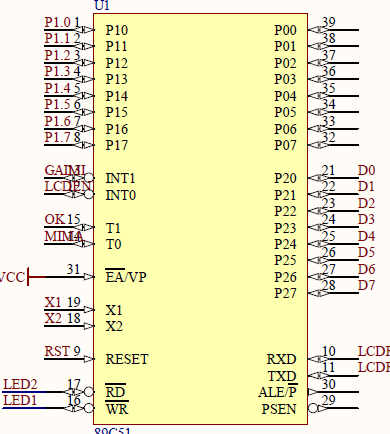 U1
P1.0 1 P10 P00 39
P1.1 2 P11 P01 38
P1.2 3 P12 P02 37
P1.3 4 P13 P03 36
P1.4 5 P14 P04 35
P1.5 6 P15 P05 34
P1.6 7 P16 P06 33
P1.7 8 P17 P07 32
INT1 P20 21 D0
INT0 P21 22 D1
P22 23 D2
OK 15 T1 P23 24 D3
T0 P24 25 D4
P25 26 D5
VCC 31 EA/VP P26 27 D6
P27 28 D7
X1 19 X1
X2 18 X2
RST 9 RESET RXD 10
TXD 11
LED2 17 RD ALE/P 30
LED1 16 WR PSEN 29
89C51